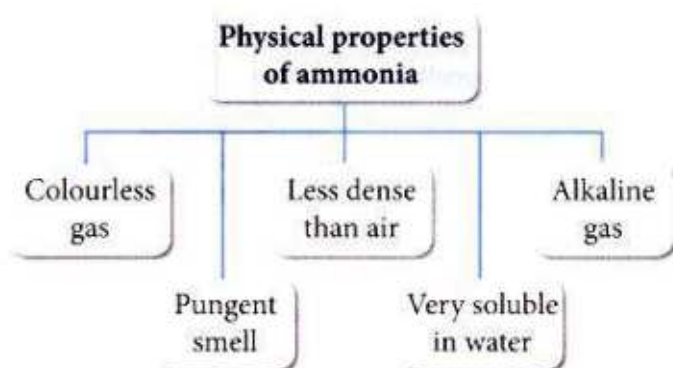 Physical properties
of ammonia
Colourless
gas
Less dense
than air
Alkaline
gas
Pungent
smell
Very soluble
in water